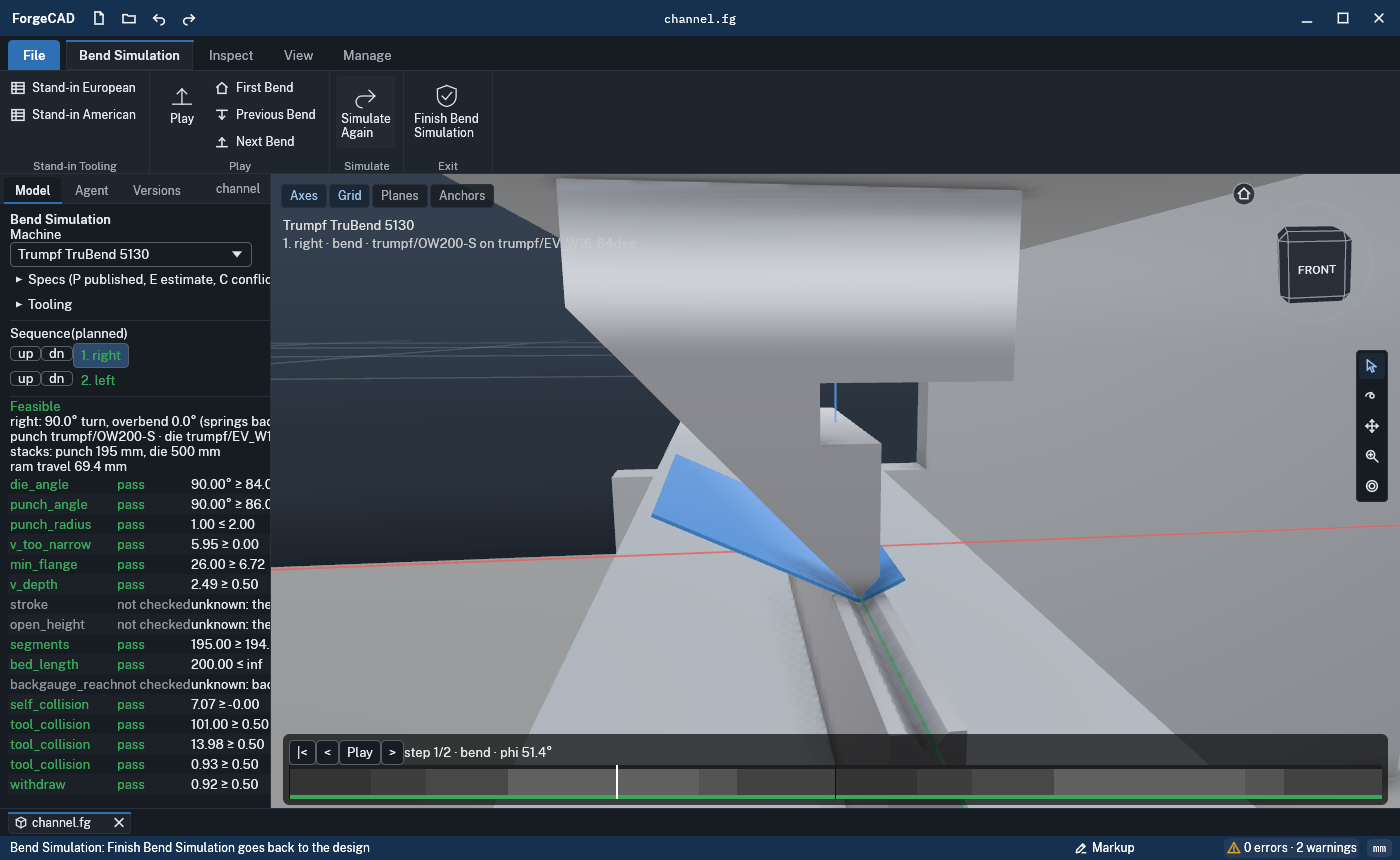 ForgeCAD
channel.fg
File
Bend Simulation
Inspect
View
Manage
Stand-in European
Stand-in American
Stand-in Tooling
Play
First Bend
Previous Bend
Next Bend
Play
Simulate
Again
Simulate
Finish Bend
Simulation
Exit
Model
Agent
Versions
channel
Bend Simulation
Machine
Trumpf TruBend 5130
Specs (P published, E estimate, C conflic
Tooling
Sequence(planned)
up dn 1. right
up dn 2. left
Feasible
right: 90.0° turn, overbend 0.0° (springs bac
punch trumpf/OW200-S · die trumpf/EV_W1
stacks: punch 195 mm, die 500 mm
ram travel 69.4 mm
die_angle pass 90.00° ≥ 84.0
punch_angle pass 90.00° ≥ 86.0
punch_radius pass 1.00 ≤ 2.00
v_too_narrow pass 5.95 ≥ 0.00
min_flange pass 26.00 ≥ 6.72
v_depth pass 2.49 ≥ 0.50
stroke not checked unknown: the
open_height not checked unknown: the
segments pass 195.00 ≥ 194.
bed_length pass 200.00 ≤ inf
backgauge_reach not checked unknown: bac
self_collision pass 7.07 ≥ -0.00
tool_collision pass 101.00 ≥ 0.50
tool_collision pass 13.98 ≥ 0.50
tool_collision pass 0.93 ≥ 0.50
withdraw pass 0.92 ≥ 0.50
Axes
Grid
Planes
Anchors
Trumpf TruBend 5130
1. right · bend · trumpf/OW200-S on trumpf/EV_W16-84deg
FRONT
|< < Play > step 1/2 · bend · phi 51.4°
channel.fg
Bend Simulation: Finish Bend Simulation goes back to the design
Markup
0 errors · 2 warnings
mm